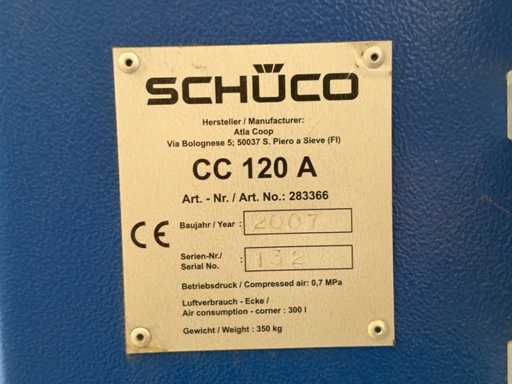 SCHÜCO
Hersteller / Manufacturer:
Atla Coop
Via Bolognese 5; 50037 S. Piero a Sieve (FI)
CC 120 A
Art. - Nr. / Art. No.: 283366
CE
Baujahr / Year : 2007
Serien-Nr./
Serial No. : 132
Betriebsdruck / Compressed air: 0,7 MPa
Luftverbrauch - Ecke /
Air consumption - corner : 300 l
Gewicht / Weight : 350 kg